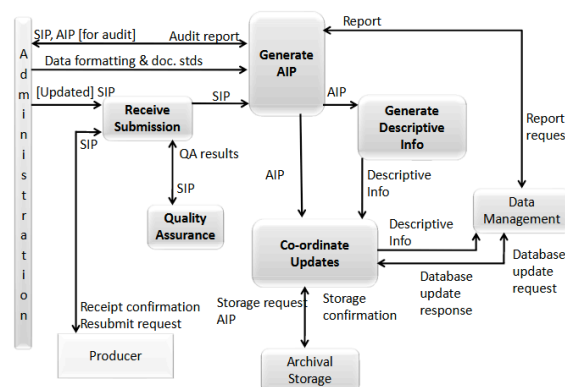 SIP, AIP [for audit]
Audit report
Report
Generate
AIP
Data formatting & doc. stds
[Updated] SIP
SIP
AIP
Receive
Submission
SIP
Generate
Descriptive
Info
Report
reques
QA results
SIP
AIP
Descriptive
Info
Quality
Assurance
Data
Management
Descriptive
Info
Co-ordinate
Updates
Database
update
response
Database
update
request
Storage request
AIP
Storage
confirmation
Receipt confirmation
Resubmit request
Producer
Archival
Storage
A
d
m
i
n
i
s
t
r
a
t
i
o
n